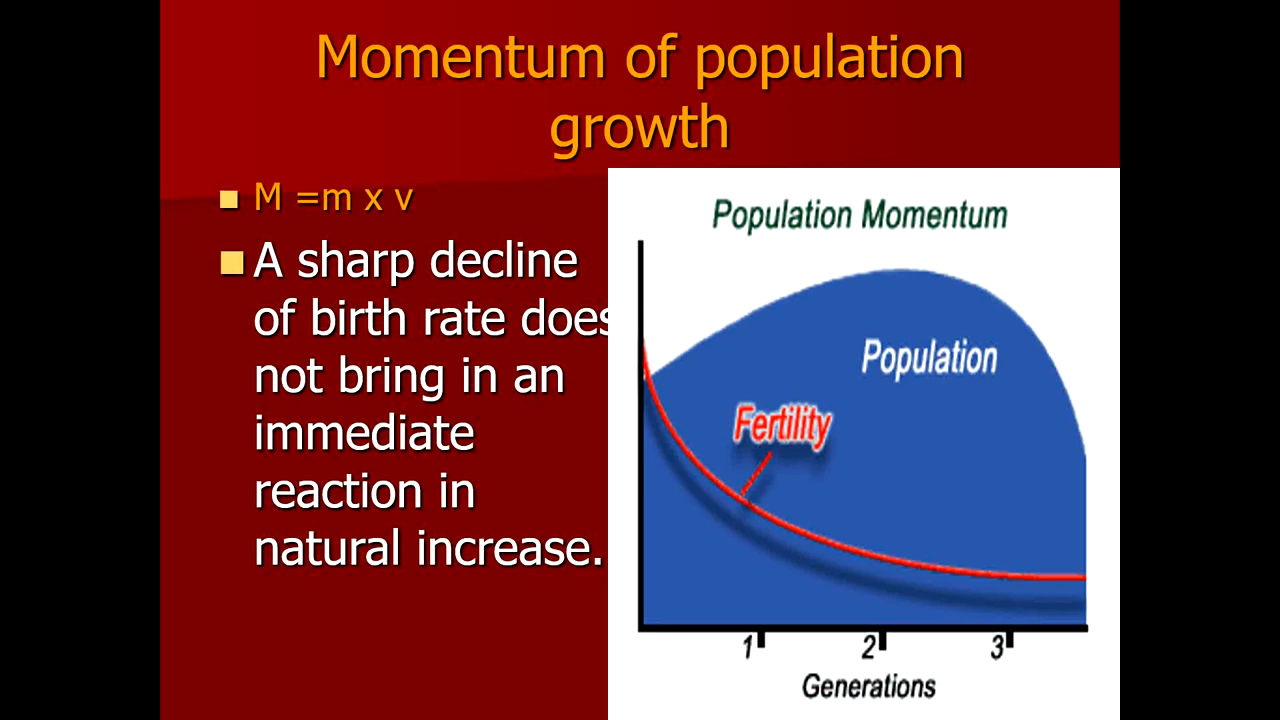 Momentum of population
growth
M =m x v
A sharp decline
of birth rate does
not bring in an
immediate
reaction in
natural increase.
Population Momentum
Population
Fertility
1 2 3
Generations